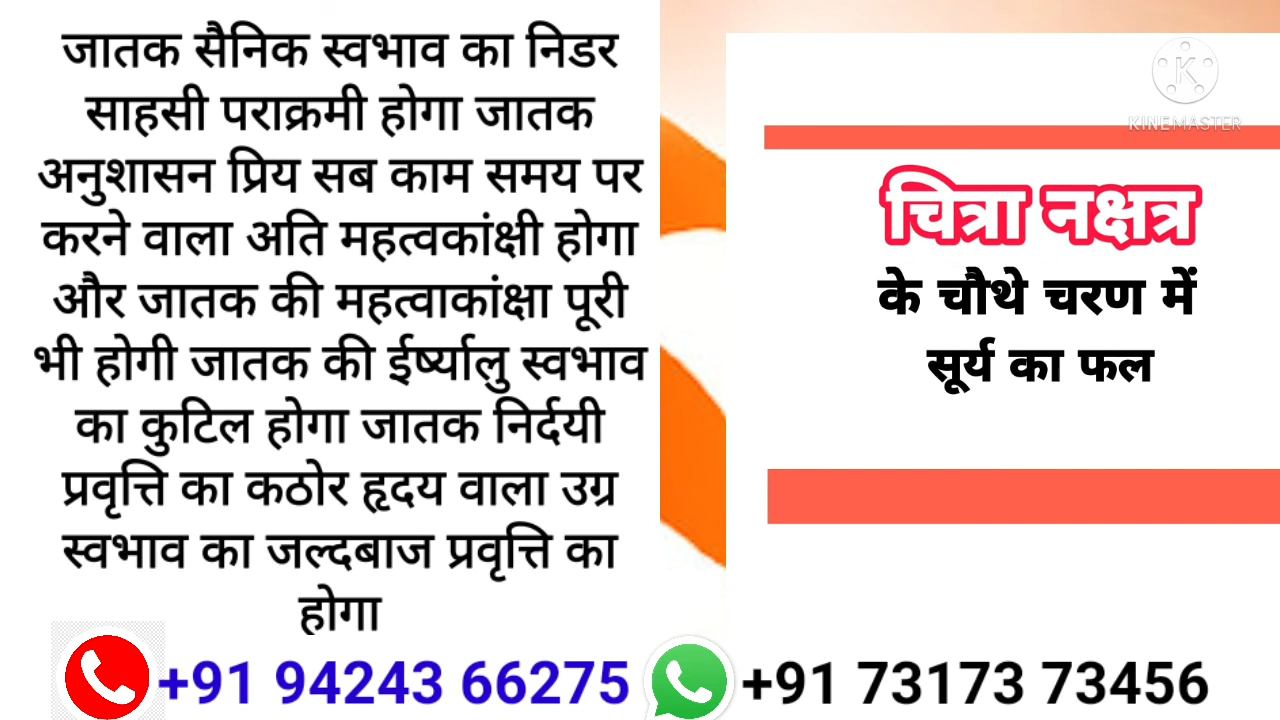 जातक सैनिक स्वभाव का निडर
साहसी पराक्रमी होगा जातक
अनुशासन प्रिय सब काम समय पर
करने वाला अति महत्वकांक्षी होगा
और जातक की महत्वाकांक्षा पूरी
भी होगी जातक की ईर्ष्यालु स्वभाव
का कुटिल होगा जातक निर्दयी
प्रवृत्ति का कठोर हृदय वाला उग्र
स्वभाव का जल्दबाज प्रवृत्ति का
होगा
K
KINEMASTER
चित्रा नक्षत्र
के चौथे चरण में
सूर्य का फल
+91 94243 66275
+91 73173 73456